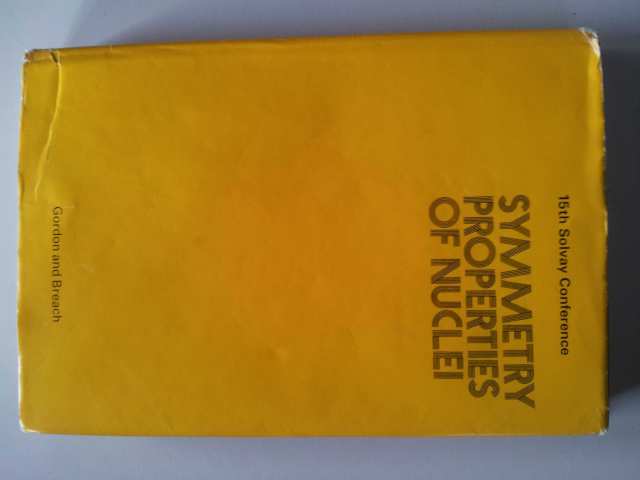 15th Solvay Conference
SYMMETRY
PROPERTIES
OF NUCLEI
Gordon and Breach